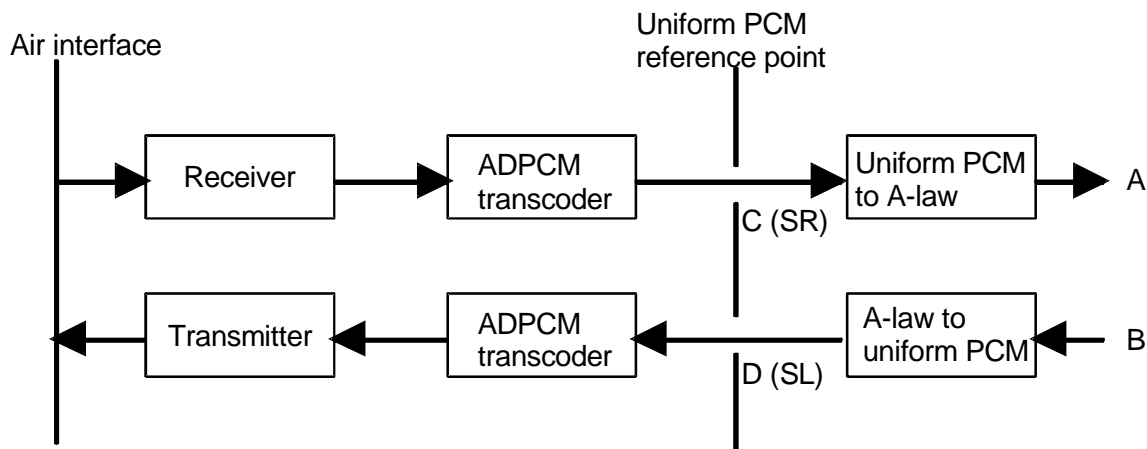 Air interface
Uniform PCM
reference point
Receiver
ADPCM
transcoder
Uniform PCM
to A-law
A
C (SR)
Transmitter
ADPCM
transcoder
A-law to
uniform PCM
B
D (SL)